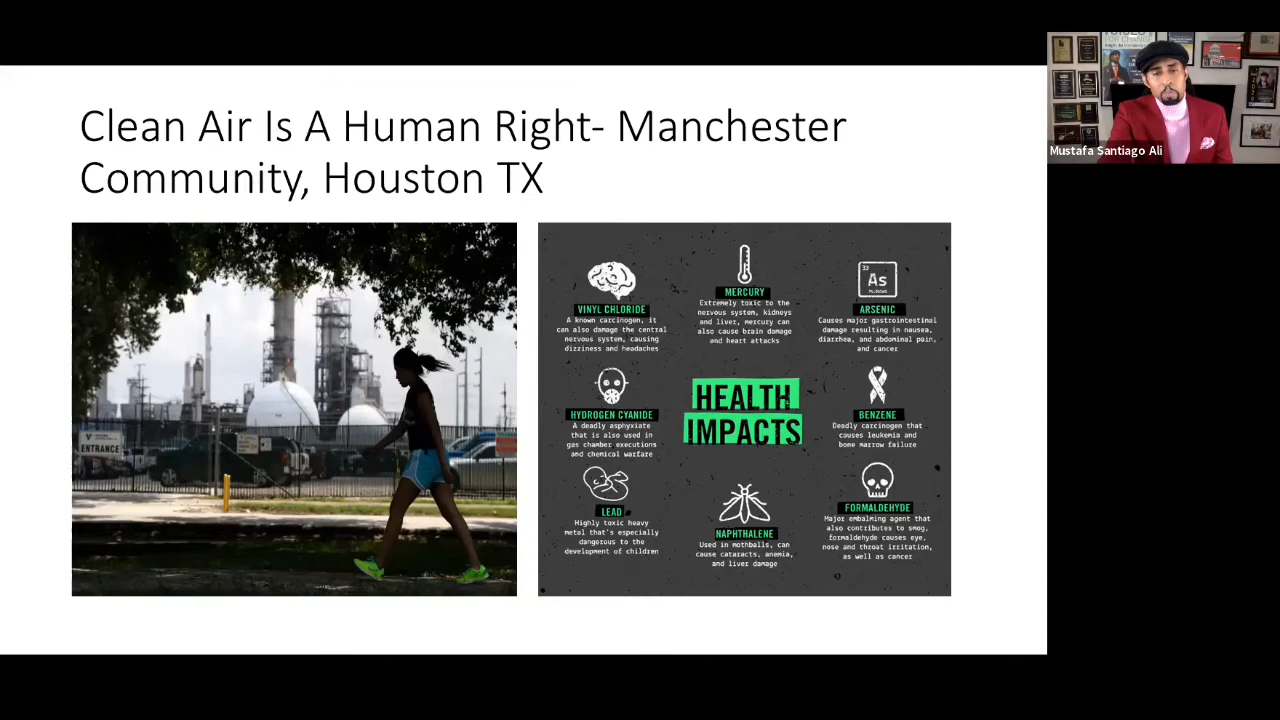 Clean Air Is A Human Right- Manchester
Community, Houston TX
Mustafa Santiago Ali
ENTRANCE
VINYL CHLORIDE
A known carcinogen, it
can also damage the central
nervous system, causing
dizziness and headaches
MERCURY
Extremely toxic to the
nervous system, kidneys
and liver, mercury can
also cause brain damage
and heart attacks
33
As
ARSENIC
Causes major gastrointestinal
damage resulting in nausea,
diarrhea, and abdominal pain,
and cancer
HYDROGEN CYANIDE
A deadly asphyxiate
that is also used in
gas chamber executions
and chemical warfare
HEALTH
IMPACTS
BENZENE
Deadly carcinogen that
causes leukemia and
bone marrow failure
LEAD
Highly toxic heavy
metal that's especially
dangerous to the
development of children
NAPHTHALENE
Used in mothballs, can
cause cataracts, anemia,
and liver damage
FORMALDEHYDE
Major embalming agent that
also contributes to smog,
formaldehyde causes eye,
nose and throat irritation,
as well as cancer